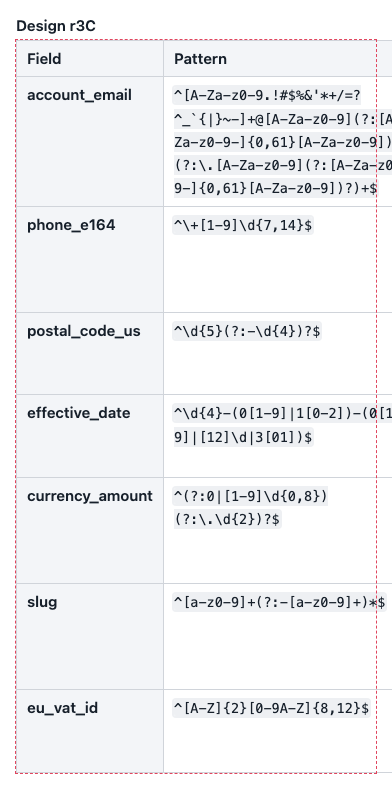 Design r3C
Field Pattern
account_email ^[A-Za-z0-9.!#$%&'*+/=?
^_`{|}~-]+@[A-Za-z0-9](?:[A
Za-z0-9-]{0,61}[A-Za-z0-9])
(?:\.[A-Za-z0-9](?:[A-Za-z0
9-]{0,61}[A-Za-z0-9])?)+$
phone_e164 ^\+[1-9]\d{7,14}$
postal_code_us ^\d{5}(?:-\d{4})?$
effective_date ^\d{4}-(0[1-9]|1[0-2])-(0[1
9]|[12]\d|3[01])$
currency_amount ^(?:0|[1-9]\d{0,8})
(?:\.\d{2})?$
slug ^[a-z0-9]+(?:-[a-z0-9]+)*$
eu_vat_id ^[A-Z]{2}[0-9A-Z]{8,12}$